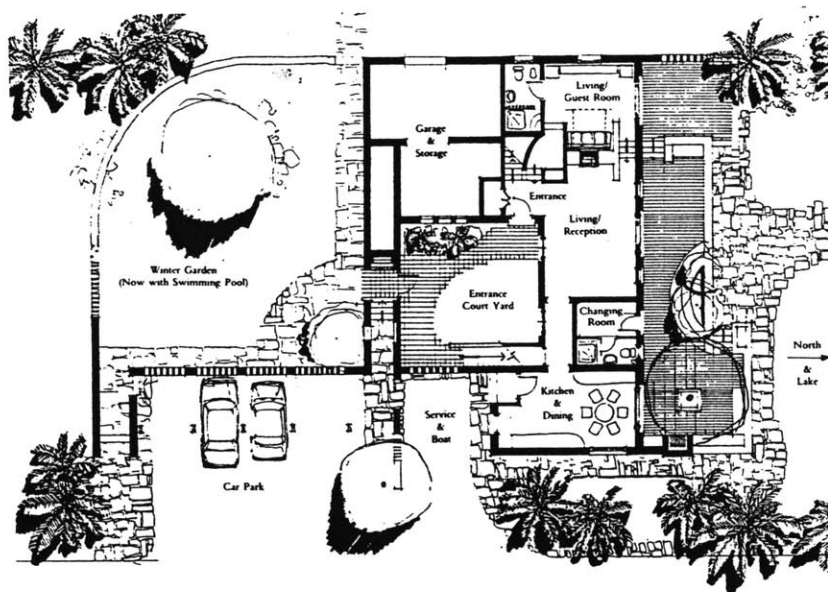 Living/
Guest Room
Garage
&
Storage
Entrance
Living/
Reception
Winter Garden
(Now with Swimming Pool)
Entrance
Court Yard
Changing
Room
North
&
Lake
Kitchen
&
Dining
Service
&
Boat
Car Park